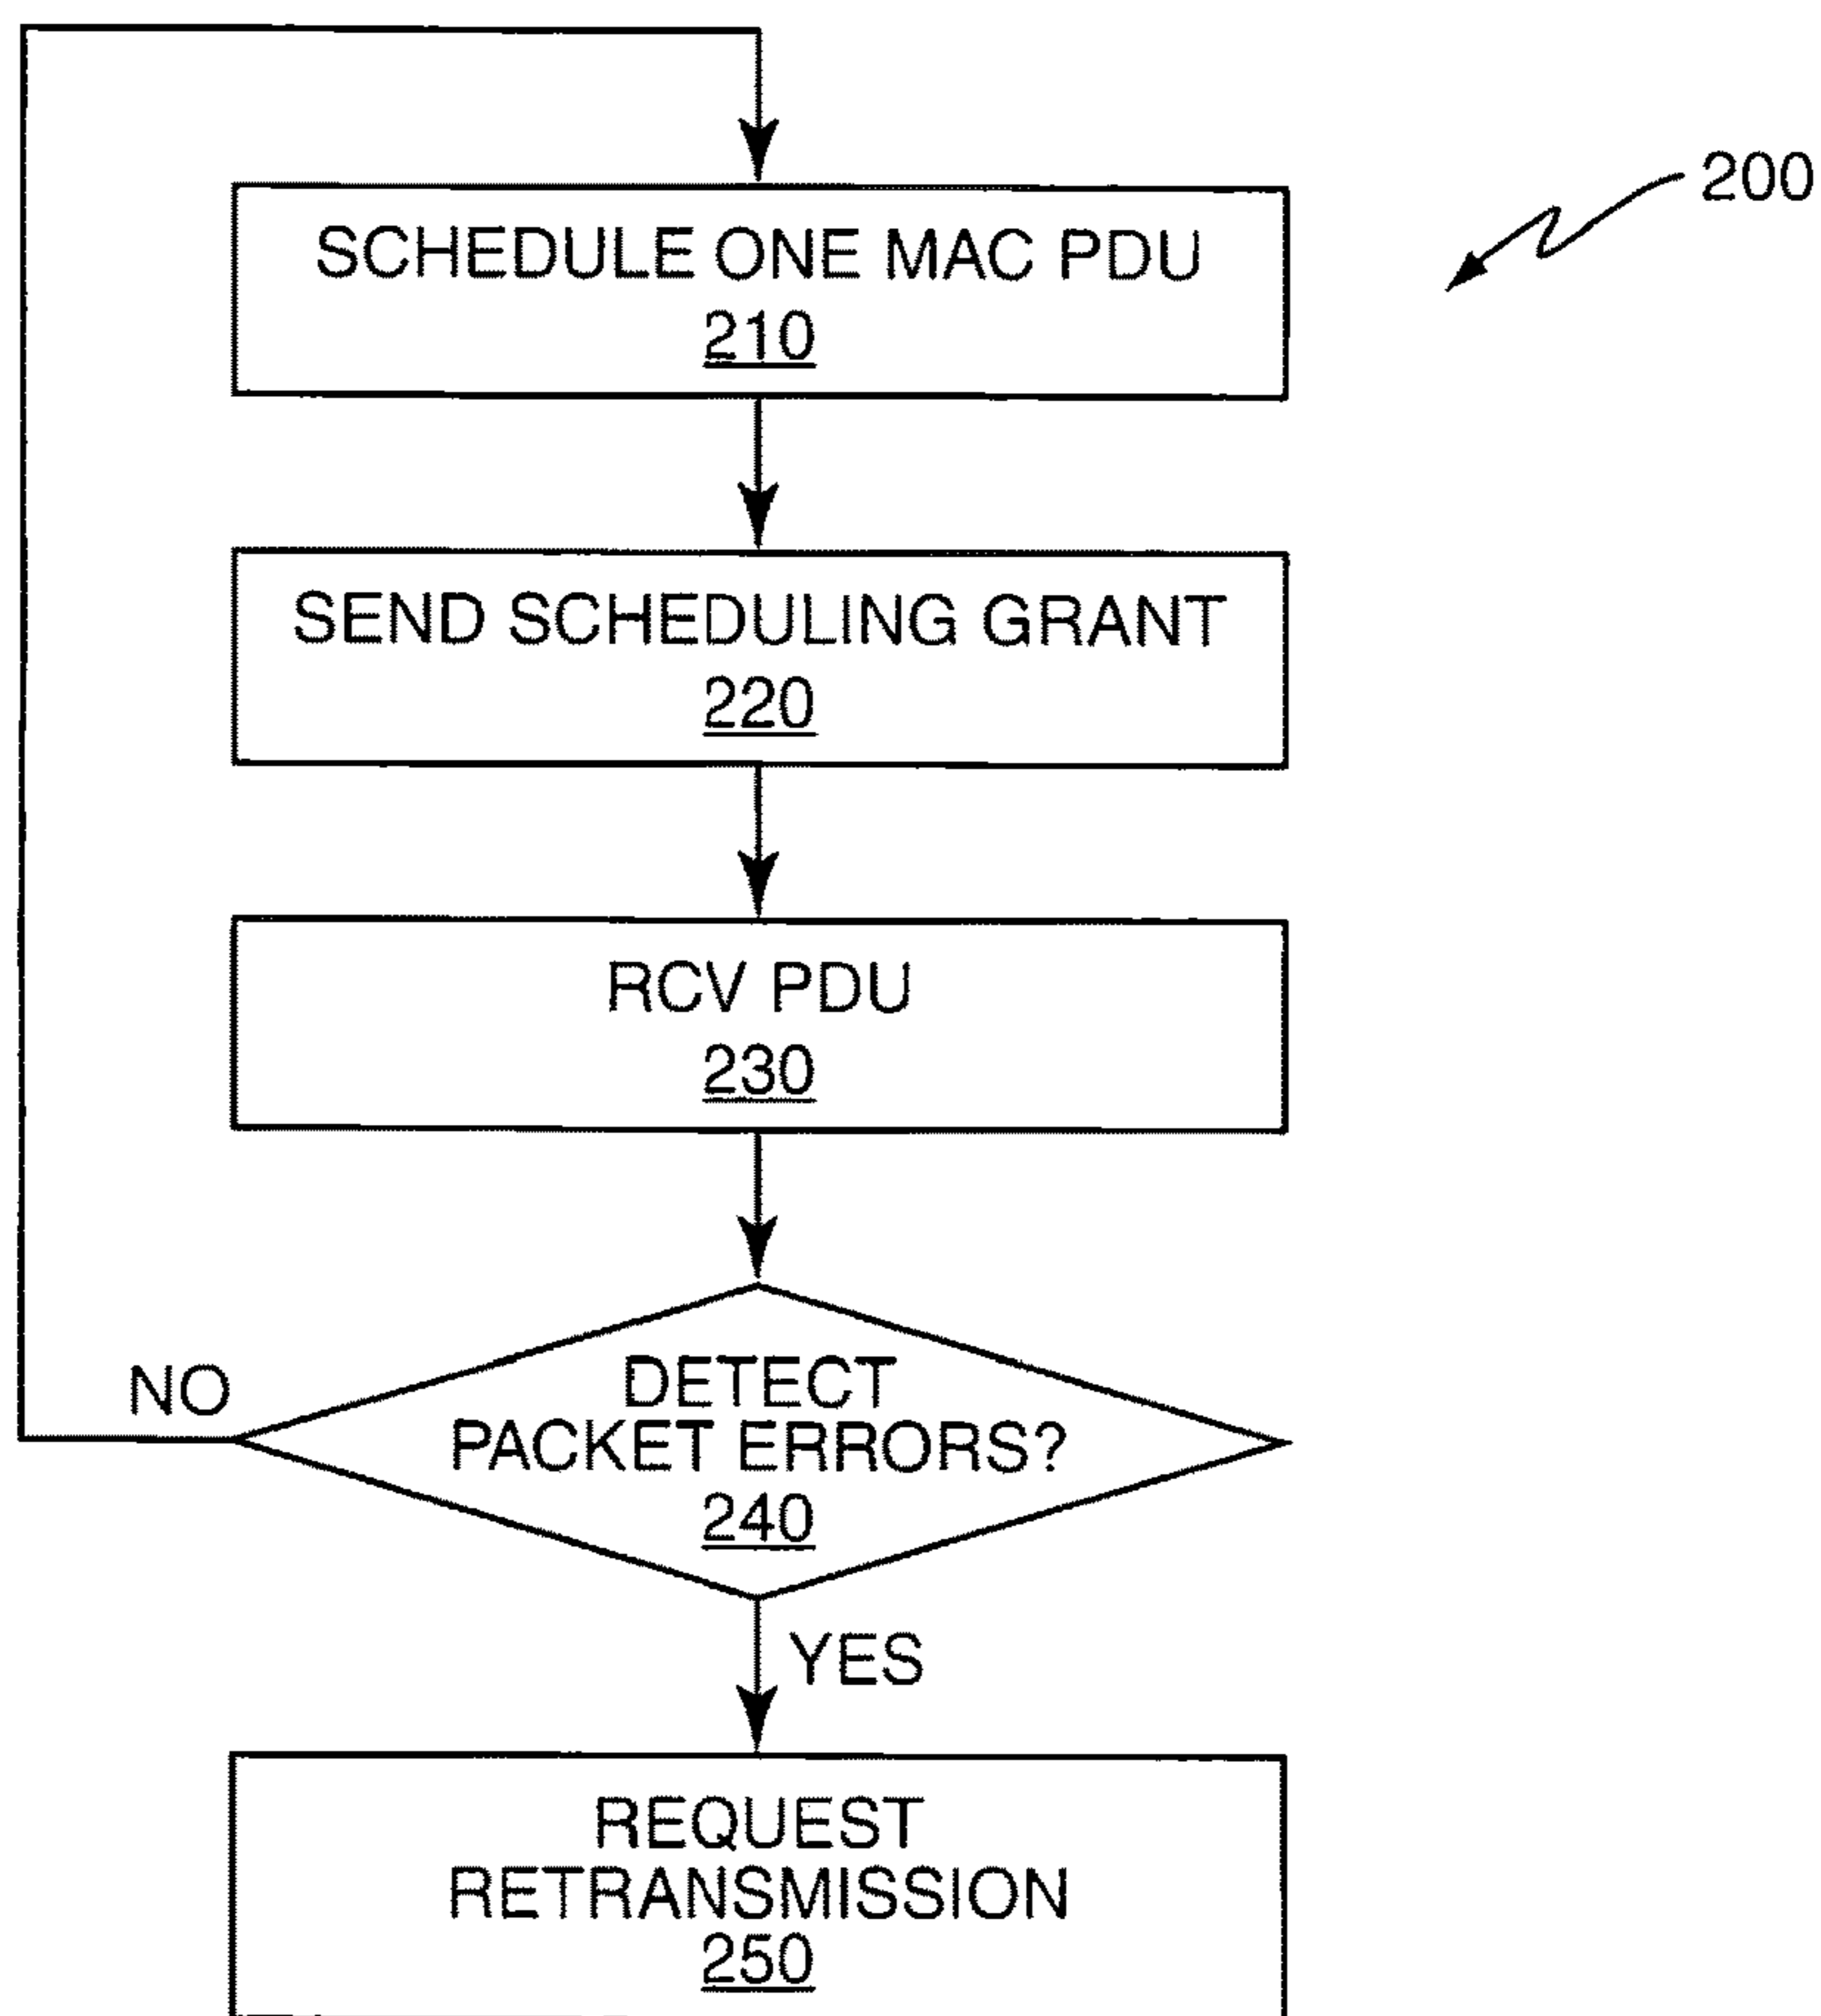 200
SCHEDULE ONE MAC PDU
210
SEND SCHEDULING GRANT
220
RCV PDU
230
NO
DETECT
PACKET ERRORS?
240
YES
REQUEST
RETRANSMISSION
250